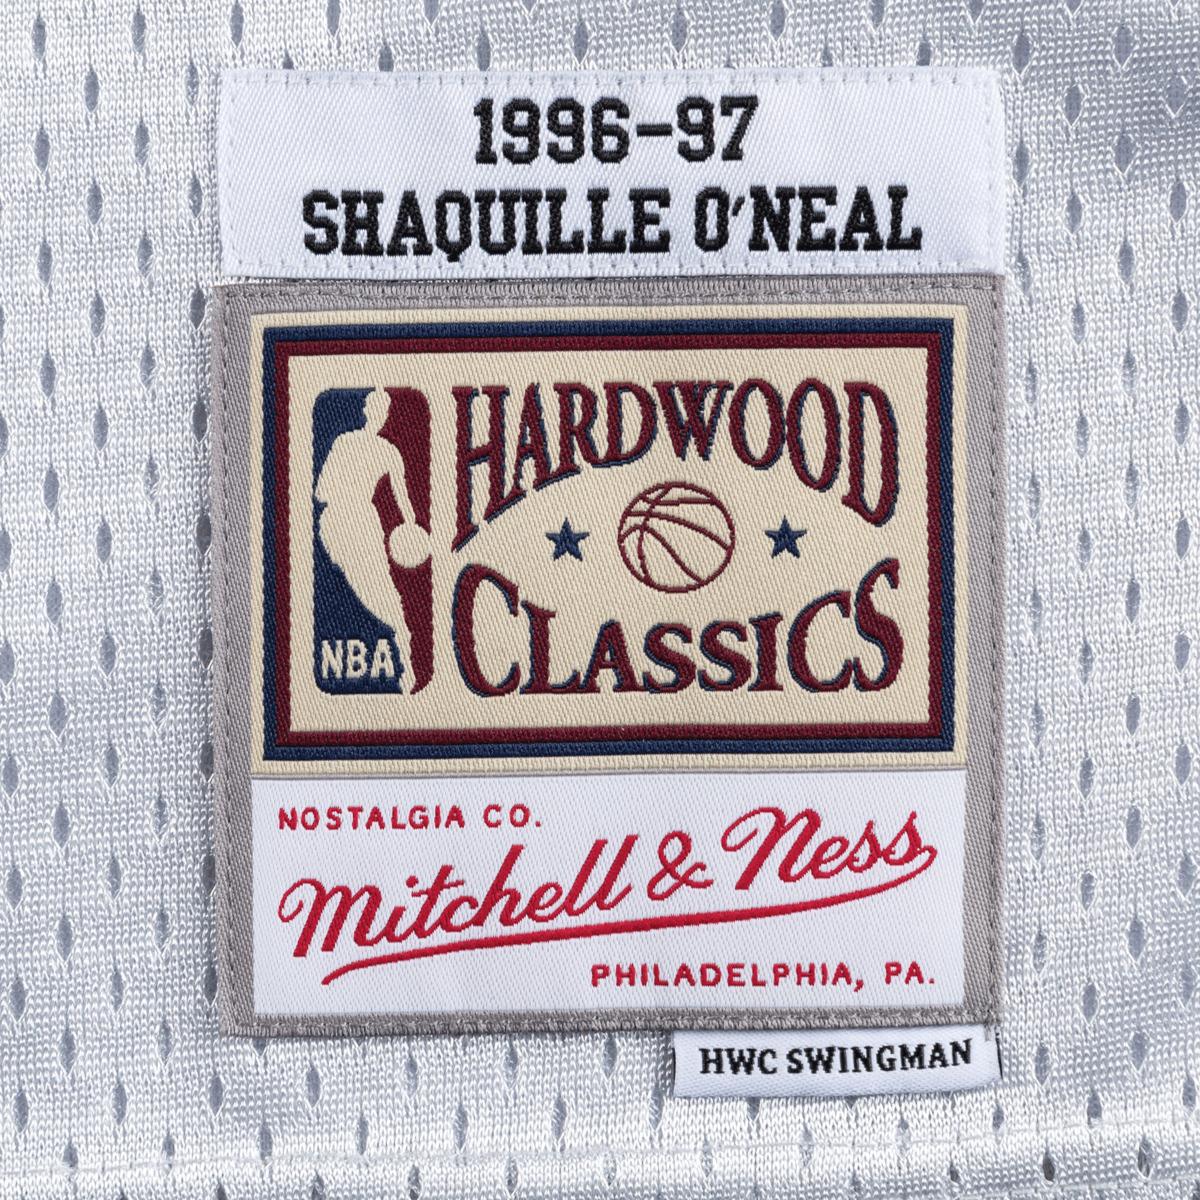 1996-97
SHAQUILLE O'NEAL
HARDWOOD
CLASSICS
NBA
NOSTALGIA CO.
Mitchell & Ness
PHILADELPHIA, PA.
HWC SWINGMAN